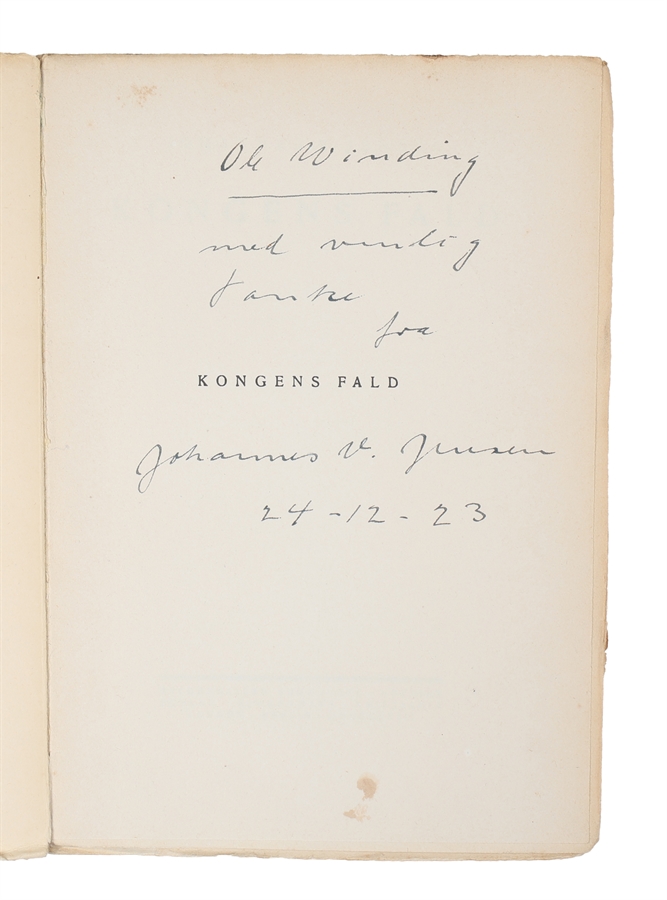 Ole Winding
med venlig
Tanke
fra
KONGENS FALD
Johannes V. Jensen
24-12-23